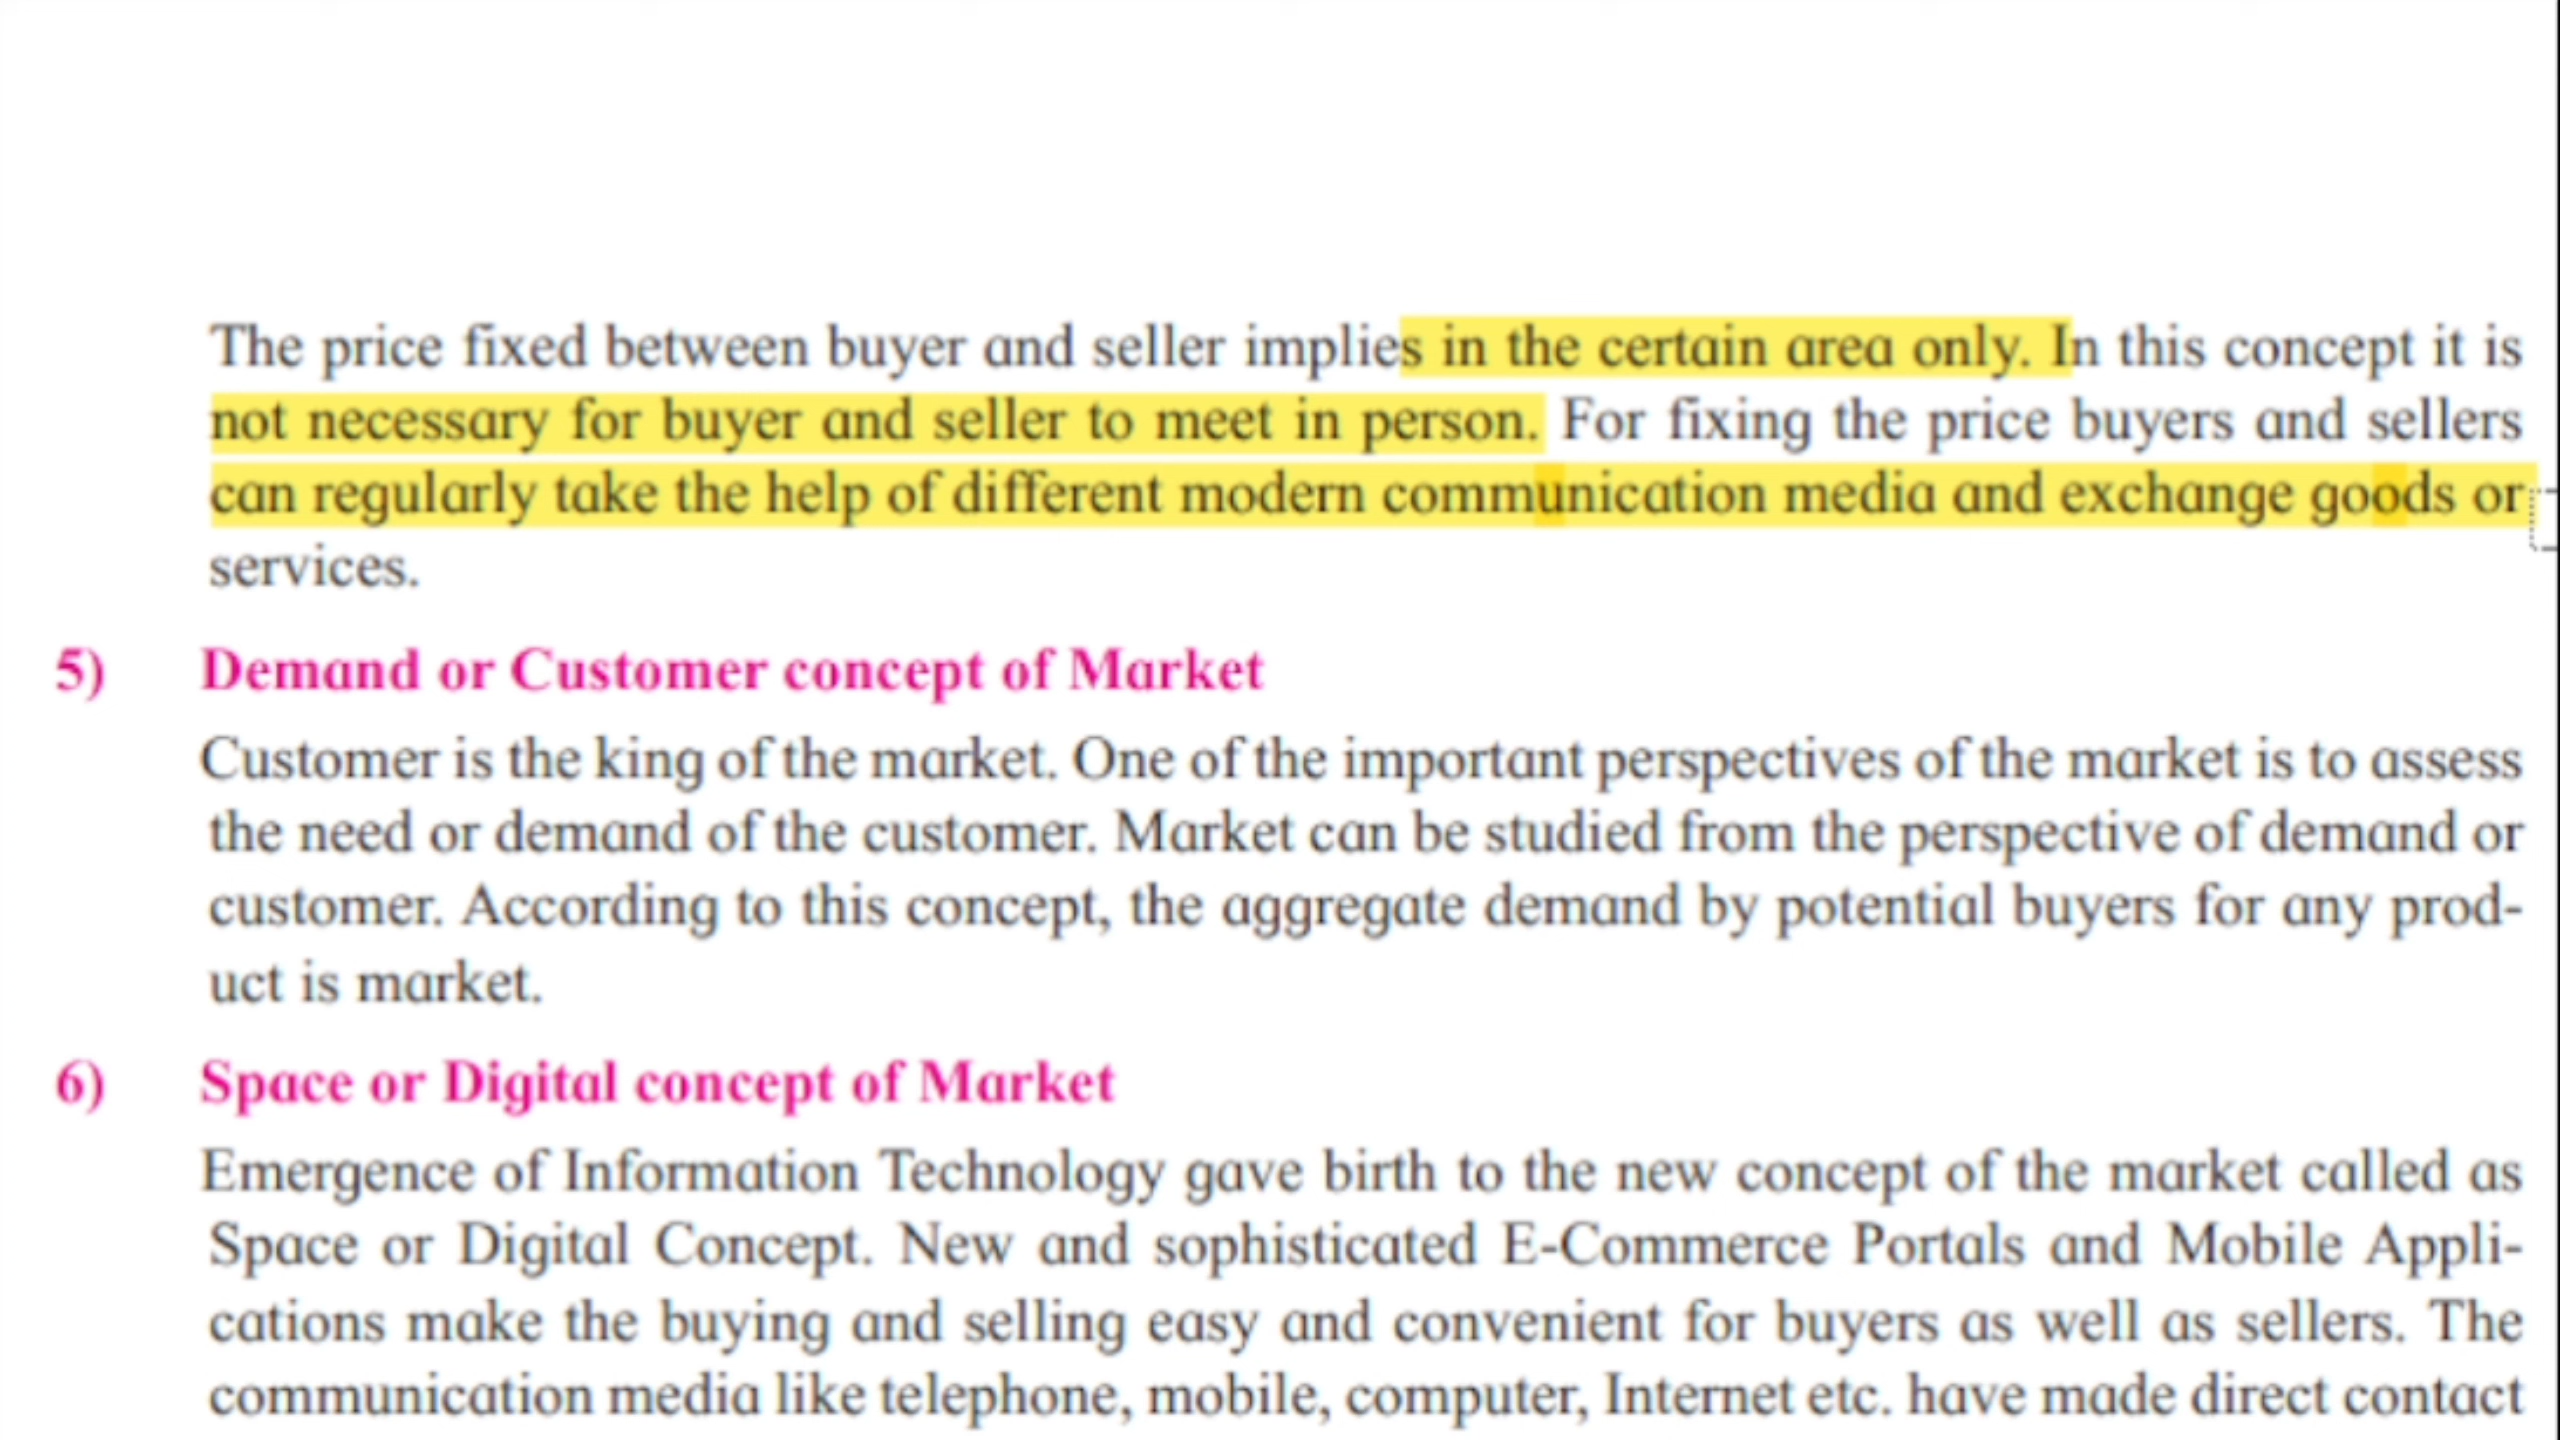 The price fixed between buyer and seller implies in the certain area only. In this concept it is
not necessary for buyer and seller to meet in person. For fixing the price buyers and sellers
can regularly take the help of different modern communication media and exchange goods or
services.
5) Demand or Customer concept of Market
Customer is the king of the market. One of the important perspectives of the market is to assess
the need or demand of the customer. Market can be studied from the perspective of demand or
customer. According to this concept, the aggregate demand by potential buyers for any prod-
uct is market.
6) Space or Digital concept of Market
Emergence of Information Technology gave birth to the new concept of the market called as
Space or Digital Concept. New and sophisticated E-Commerce Portals and Mobile Appli-
cations make the buying and selling easy and convenient for buyers as well as sellers. The
communication media like telephone, mobile, computer, Internet etc. have made direct contact